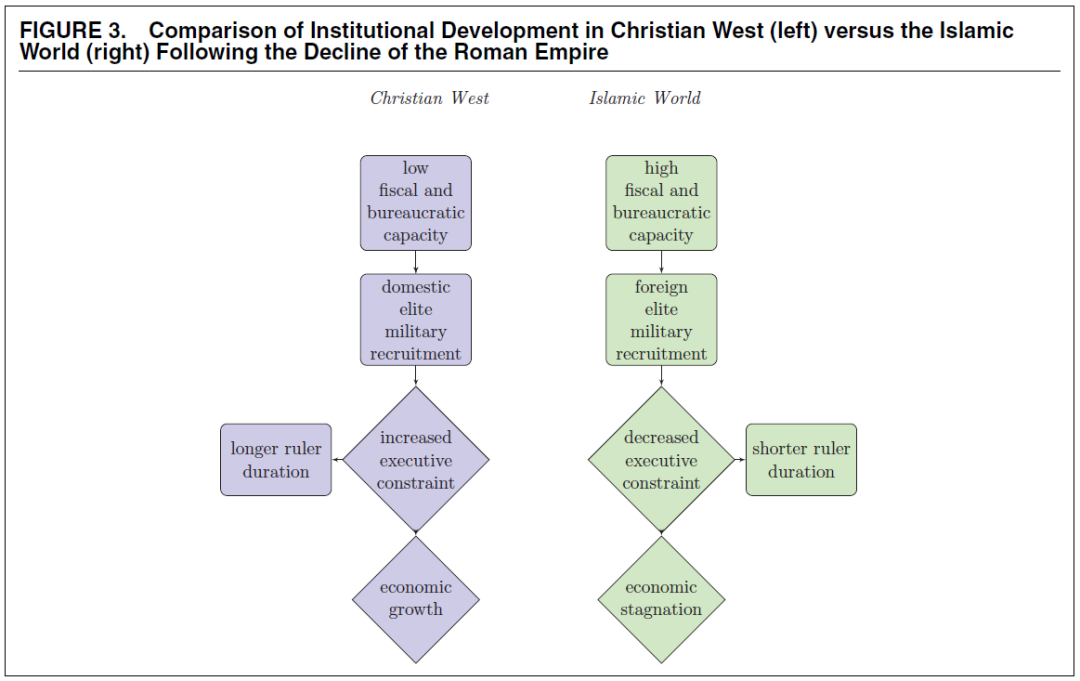 FIGURE 3. Comparison of Institutional Development in Christian West (left) versus the Islamic
World (right) Following the Decline of the Roman Empire
Christian West
Islamic World
low
fiscal and
bureaucratic
capacity
high
fiscal and
bureaucratic
capacity
domestic
elite
military
recruitment
foreign
elite
military
recruitment
longer ruler
duration
increased
executive
constraint
decreased
executive
constraint
shorter ruler
duration
economic
growth
economic
stagnation